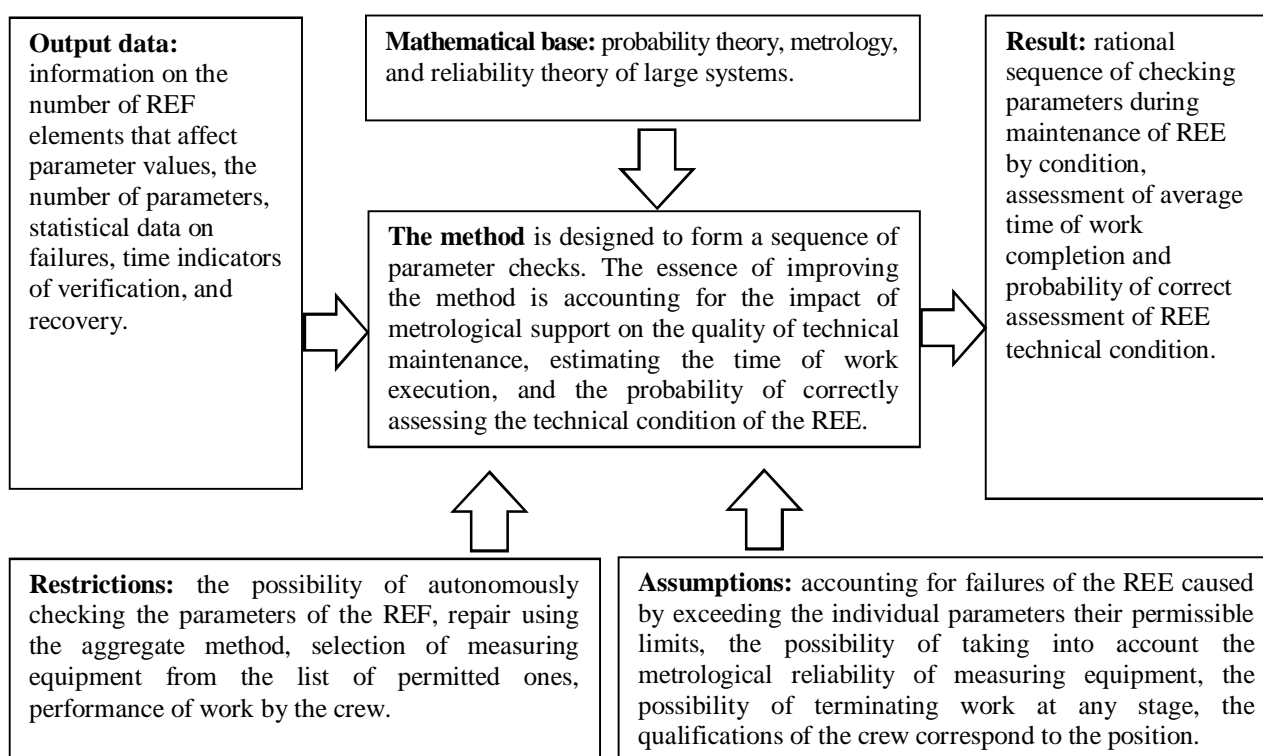 Output data:
information on the
number of REF
elements that affect
parameter values, the
number of parameters,
statistical data on
failures, time indicators
of verification, and
recovery.
Mathematical base: probability theory, metrology,
and reliability theory of large systems.
Result: rational
sequence of checking
parameters during
maintenance of REE
by condition,
assessment of average
time of work
completion and
probability of correct
assessment of REE
technical condition.
The method is designed to form a sequence of
parameter checks. The essence of improving
the method is accounting for the impact of
metrological support on the quality of technical
maintenance, estimating the time of work
execution, and the probability of correctly
assessing the technical condition of the REE.
Restrictions: the possibility of autonomously
checking the parameters of the REF, repair using
the aggregate method, selection of measuring
equipment from the list of permitted ones,
performance of work by the crew.
Assumptions: accounting for failures of the REE caused
by exceeding the individual parameters their permissible
limits, the possibility of taking into account the
metrological reliability of measuring equipment, the
possibility of terminating work at any stage, the
qualifications of the crew correspond to the position.